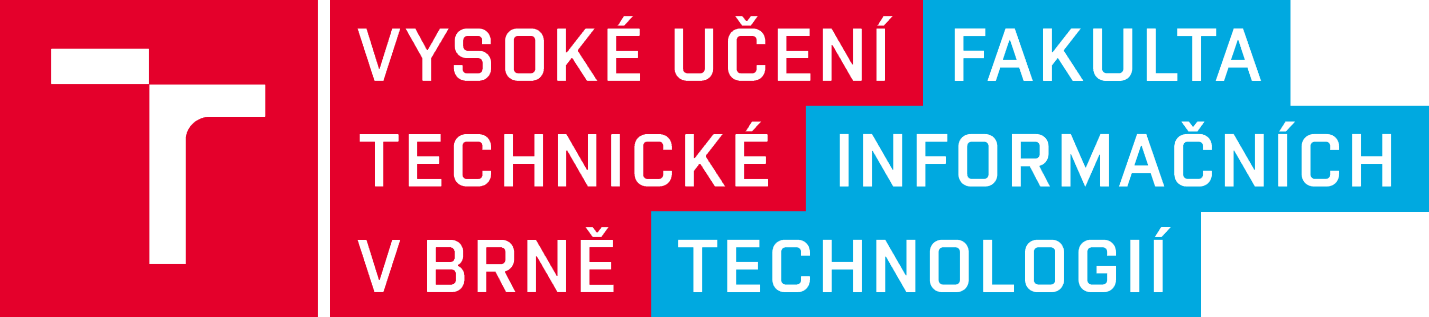 VYSOKÉ UČENÍ FAKULTA
TECHNICKÉ INFORMAČNÍCH
V BRNĚ TECHNOLOGIÍ